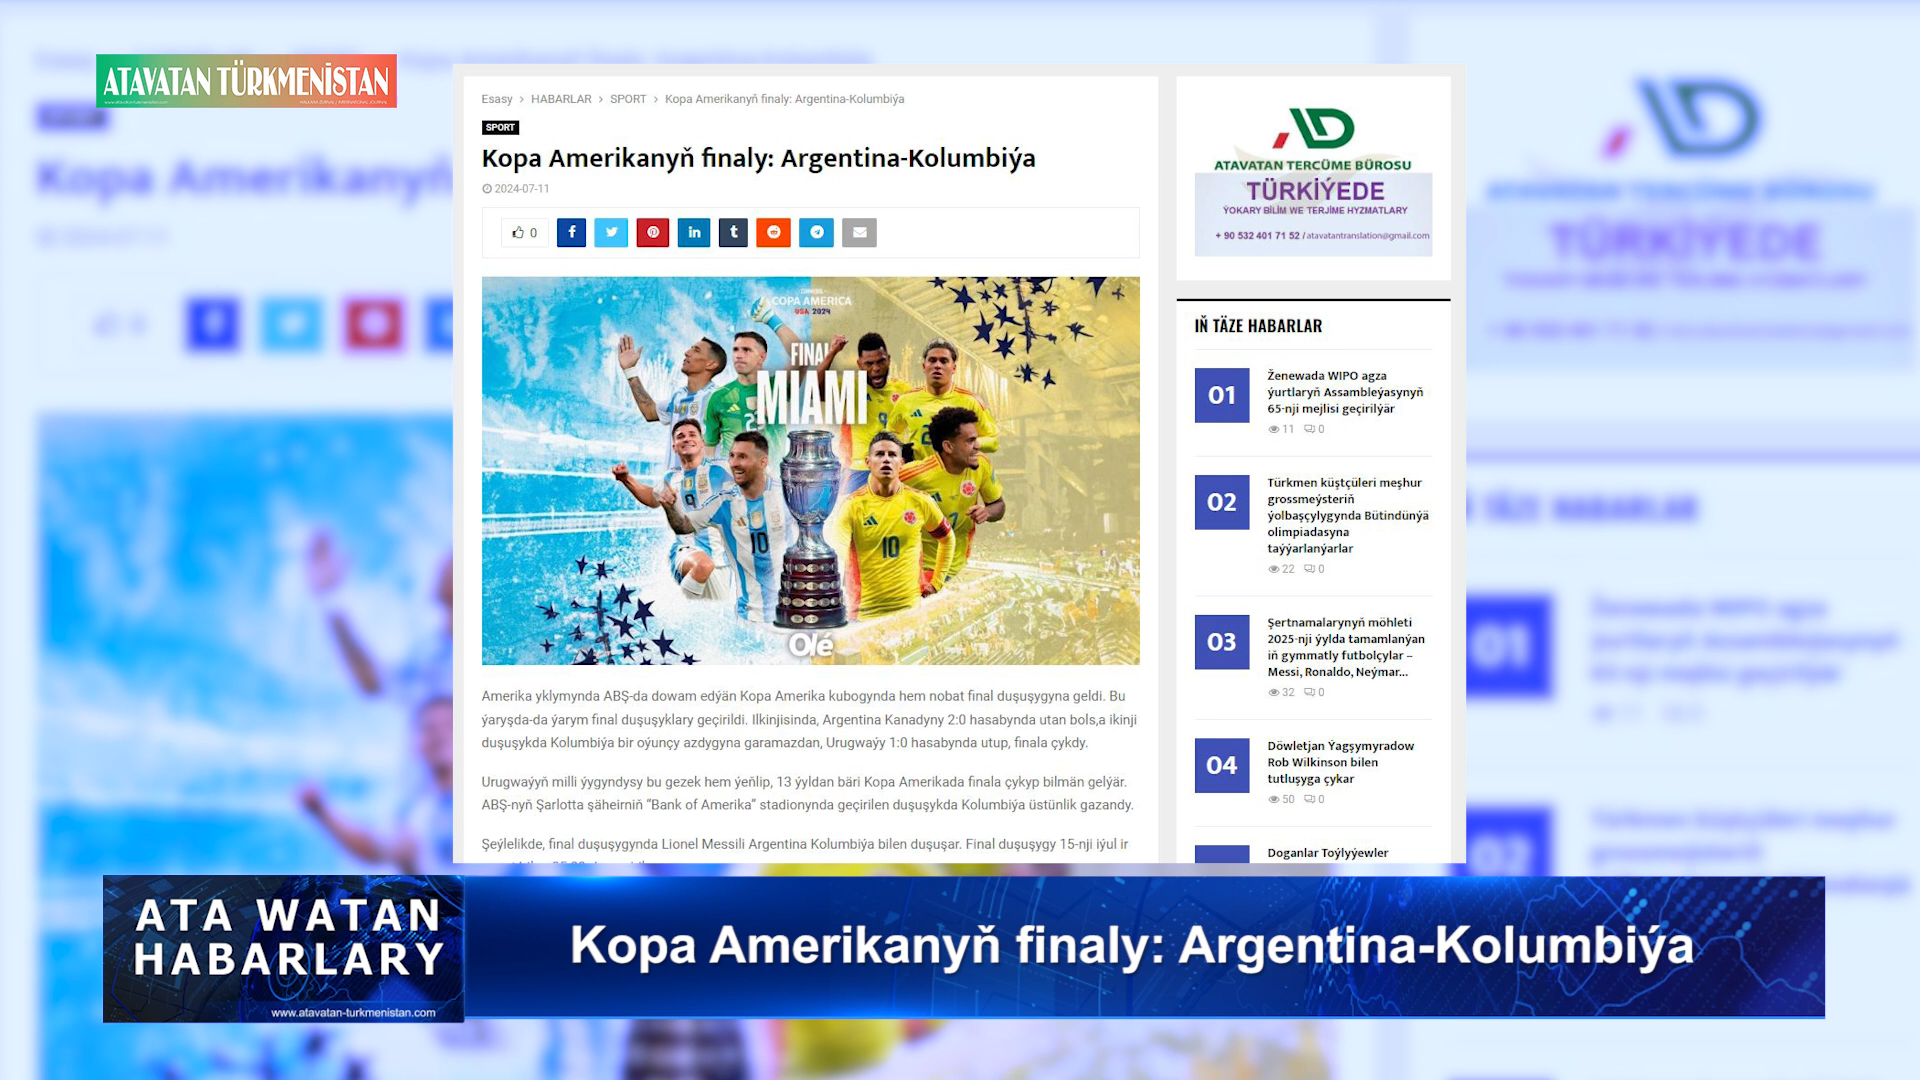 ATAVATAN TÜRKMENİSTAN
Esasy > HABARLAR > SPORT > Kopa Amerikanyň finaly: Argentina-Kolumbiýa
SPORT
Kopa Amerikanyň finaly: Argentina-Kolumbiýa
2024-07-11
0
COPA AMERICA
USA 2024
FINAL
MIAMI
10
10
Olé
Amerika yklymynda ABŞ-da dowam edýän Kopa Amerika kubogynda hem nobat final duşuşygyna geldi. Bu
ýaryşda-da ýarym final duşuşyklary geçirildi. Ilkinjisinda, Argentina Kanadyny 2:0 hasabynda utan bols,a ikinji
duşuşykda Kolumbiýa bir oýunçy azdygyna garamazdan, Urugwaýy 1:0 hasabynda utup, finala çykdy.
Urugwaýyň milli ýygyndysy bu gezek hem ýeňlip, 13 ýyldan bäri Kopa Amerikada finala çykyp bilmän gelýär.
ABŞ-nyň Şarlotta şäheirniň “Bank of Amerika” stadionynda geçirilen duşuşykda Kolumbiýa üstünlik gazandy.
Şeýlelikde, final duşuşygynda Lionel Messili Argentina Kolumbiýa bilen duşuşar. Final duşuşygy 15-nji iýul ir
ATAVATAN TERCÜME BÜROSU
TÜRKİÝEDE
ÝOKARY BİLİM WE TERJİME HYZMATLARY
+ 90 532 401 71 52 / atavatantranslation@gmail.com
IŇ TÄZE HABARLAR
01
Ženewada WIPO agza
ýurtlaryň Assambleýasynyň
65-nji mejlisi geçirilýär
11 0
02
Türkmen küştçüleri meşhur
grossmeýsteriň
ýolbaşçylygynda Bütindünýä
olimpiadasyna
taýýarlanýarlar
22 0
03
Şertnamalarynyň möhleti
2025-nji ýylda tamamlanýan
iň gymmatly futbolçylar –
Messi, Ronaldo, Neýmar...
32 0
04
Döwletjan Ýagşymyradow
Rob Wilkinson bilen
tutluşyga çykar
50 0
Doganlar Toýlyýewler
ATA WATAN
HABARLARY
www.atavatan-turkmenistan.com
Kopa Amerikanyň finaly: Argentina-Kolumbiýa